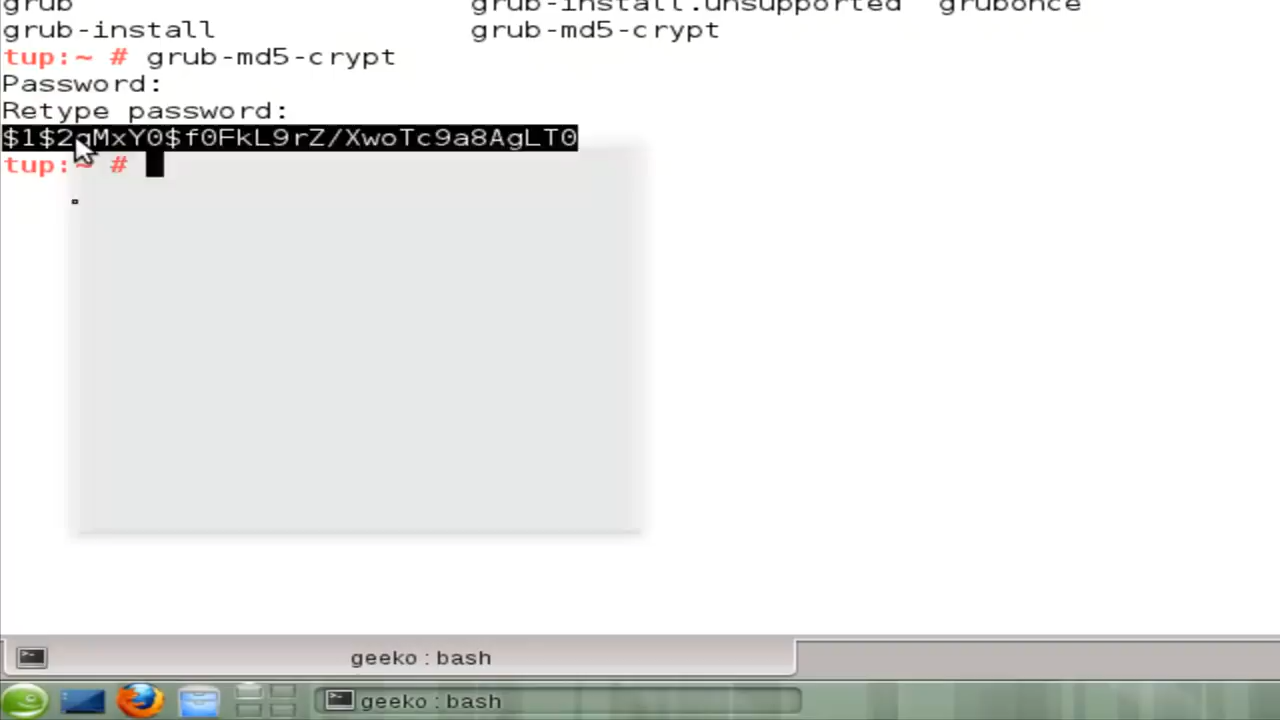 grub grub-install.unsupported grubonce
grub-install grub-md5-crypt
tup:~ # grub-md5-crypt
Password:
Retype password:
$1$2gMxY0$f0FkL9rZ/XwoTc9a8AgLT0
tup:~ #
geeko : bash
geeko : bash